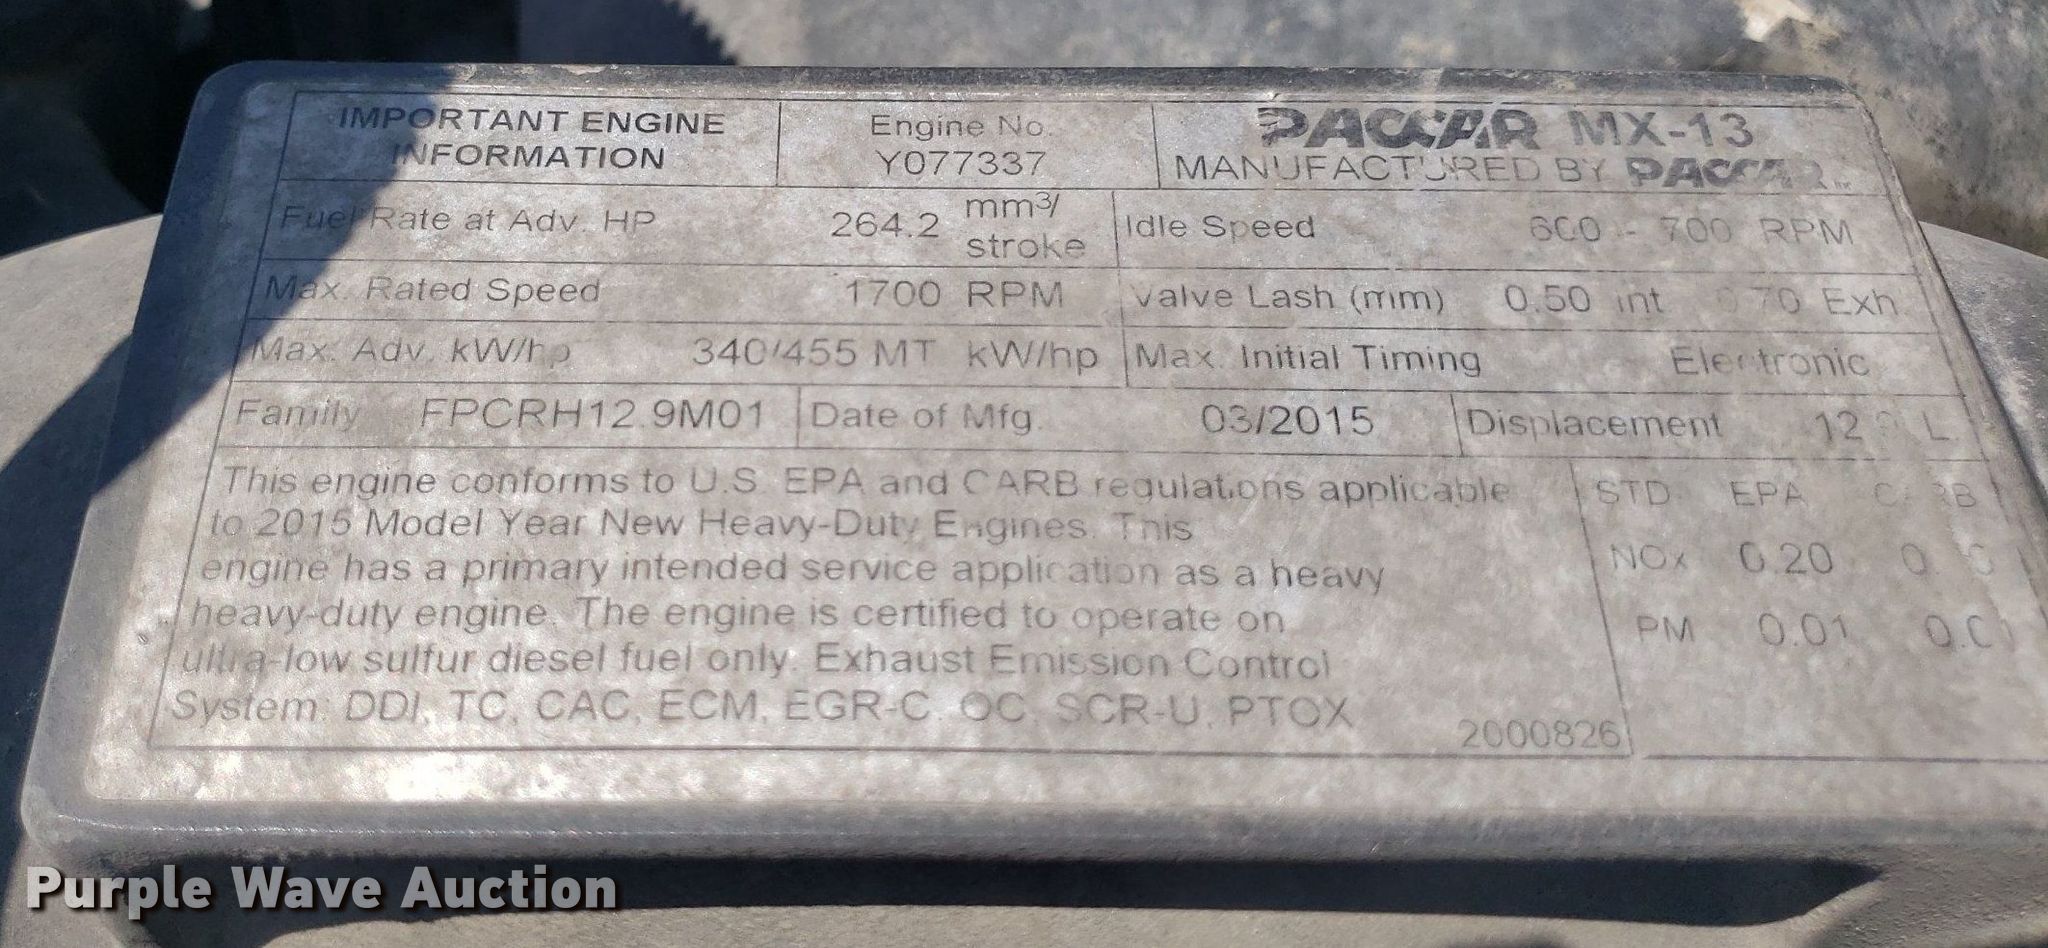 IMPORTANT ENGINE
INFORMATION
Engine No.
Y077337
PACCAR MX-13
MANUFACTURED BY PACCAR
Fuel Rate at Adv. HP 264.2 mm³/
stroke
Idle Speed 600 - 700 RPM
Max. Rated Speed 1700 RPM
Valve Lash (mm) 0.50 int Exh.
Max. Adv. kW/hp 340/455 MT kW/hp
Max. Initial Timing Electronic
Family FPCRH12.9M01
Date of Mfg. 03/2015
Displacement L
This engine conforms to U.S. EPA and CARB regulations applicable
to 2015 Model Year New Heavy-Duty Engines. This
engine has a primary intended service application as a heavy
heavy-duty engine. The engine is certified to operate on
ultra-low sulfur diesel fuel only. Exhaust Emission Control
System: DDI, TC, CAC, ECM, EGR-C, OC, SCR-U, PTOX
STD EPA CARB
NOx 0.20
PM 0.01
2000826
Purple Wave Auction